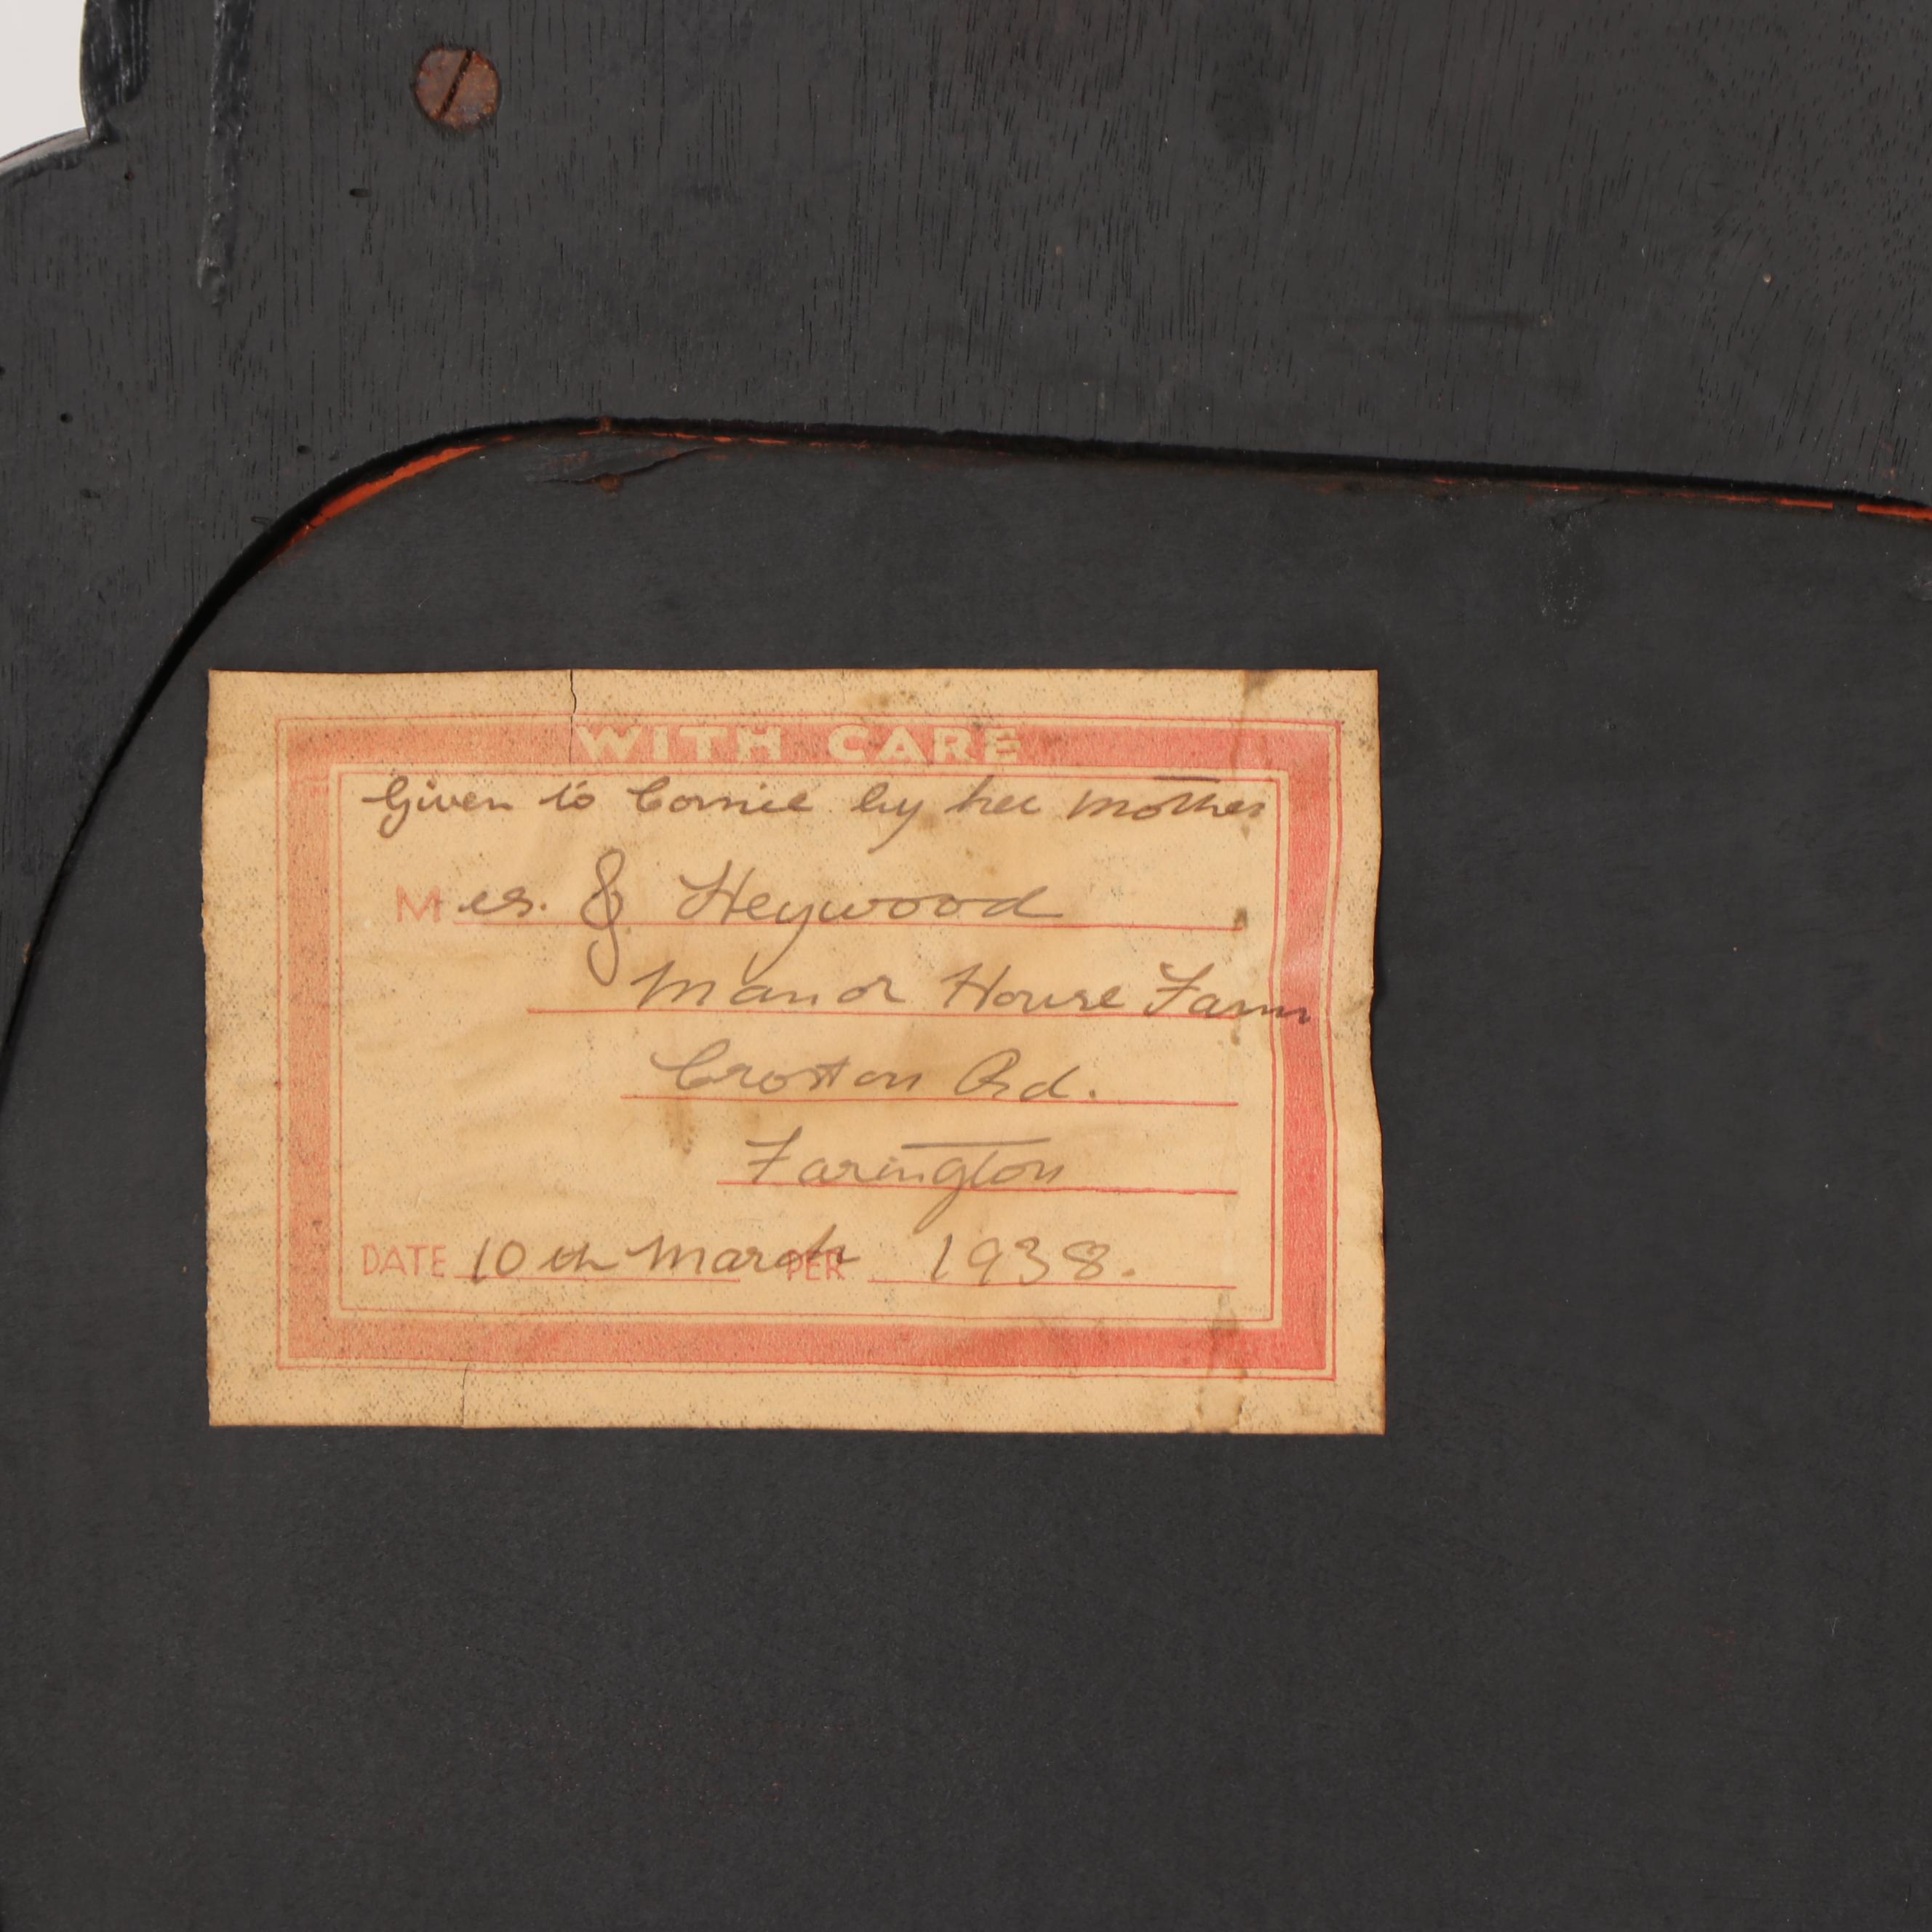 WITH CARE
Given to Connie by her Mother
Mrs. J. Heywood
Manor House Farm
Croston Rd.
Farington
DATE 10th March PER 1938.